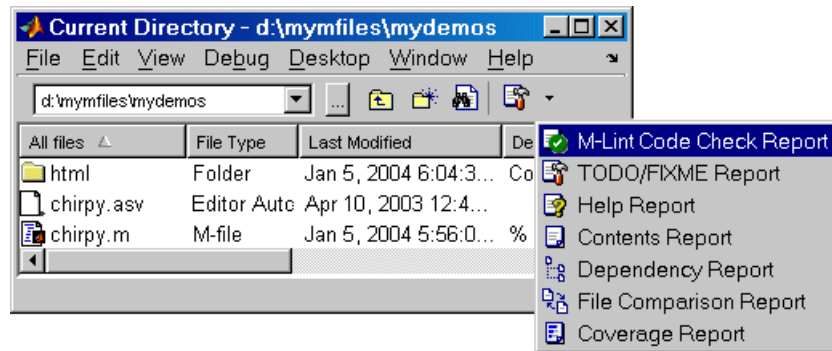 Current Directory - d:\mymfiles\mydemos
File Edit View Debug Desktop Window Help
d:\mymfiles\mydemos ...
All files File Type Last Modified De
html Folder Jan 5, 2004 6:04:3... Co
chirpy.asv Editor Auto Apr 10, 2003 12:4...
chirpy.m M-file Jan 5, 2004 5:56:0... %
M-Lint Code Check Report
TODO/FIXME Report
Help Report
Contents Report
Dependency Report
File Comparison Report
Coverage Report